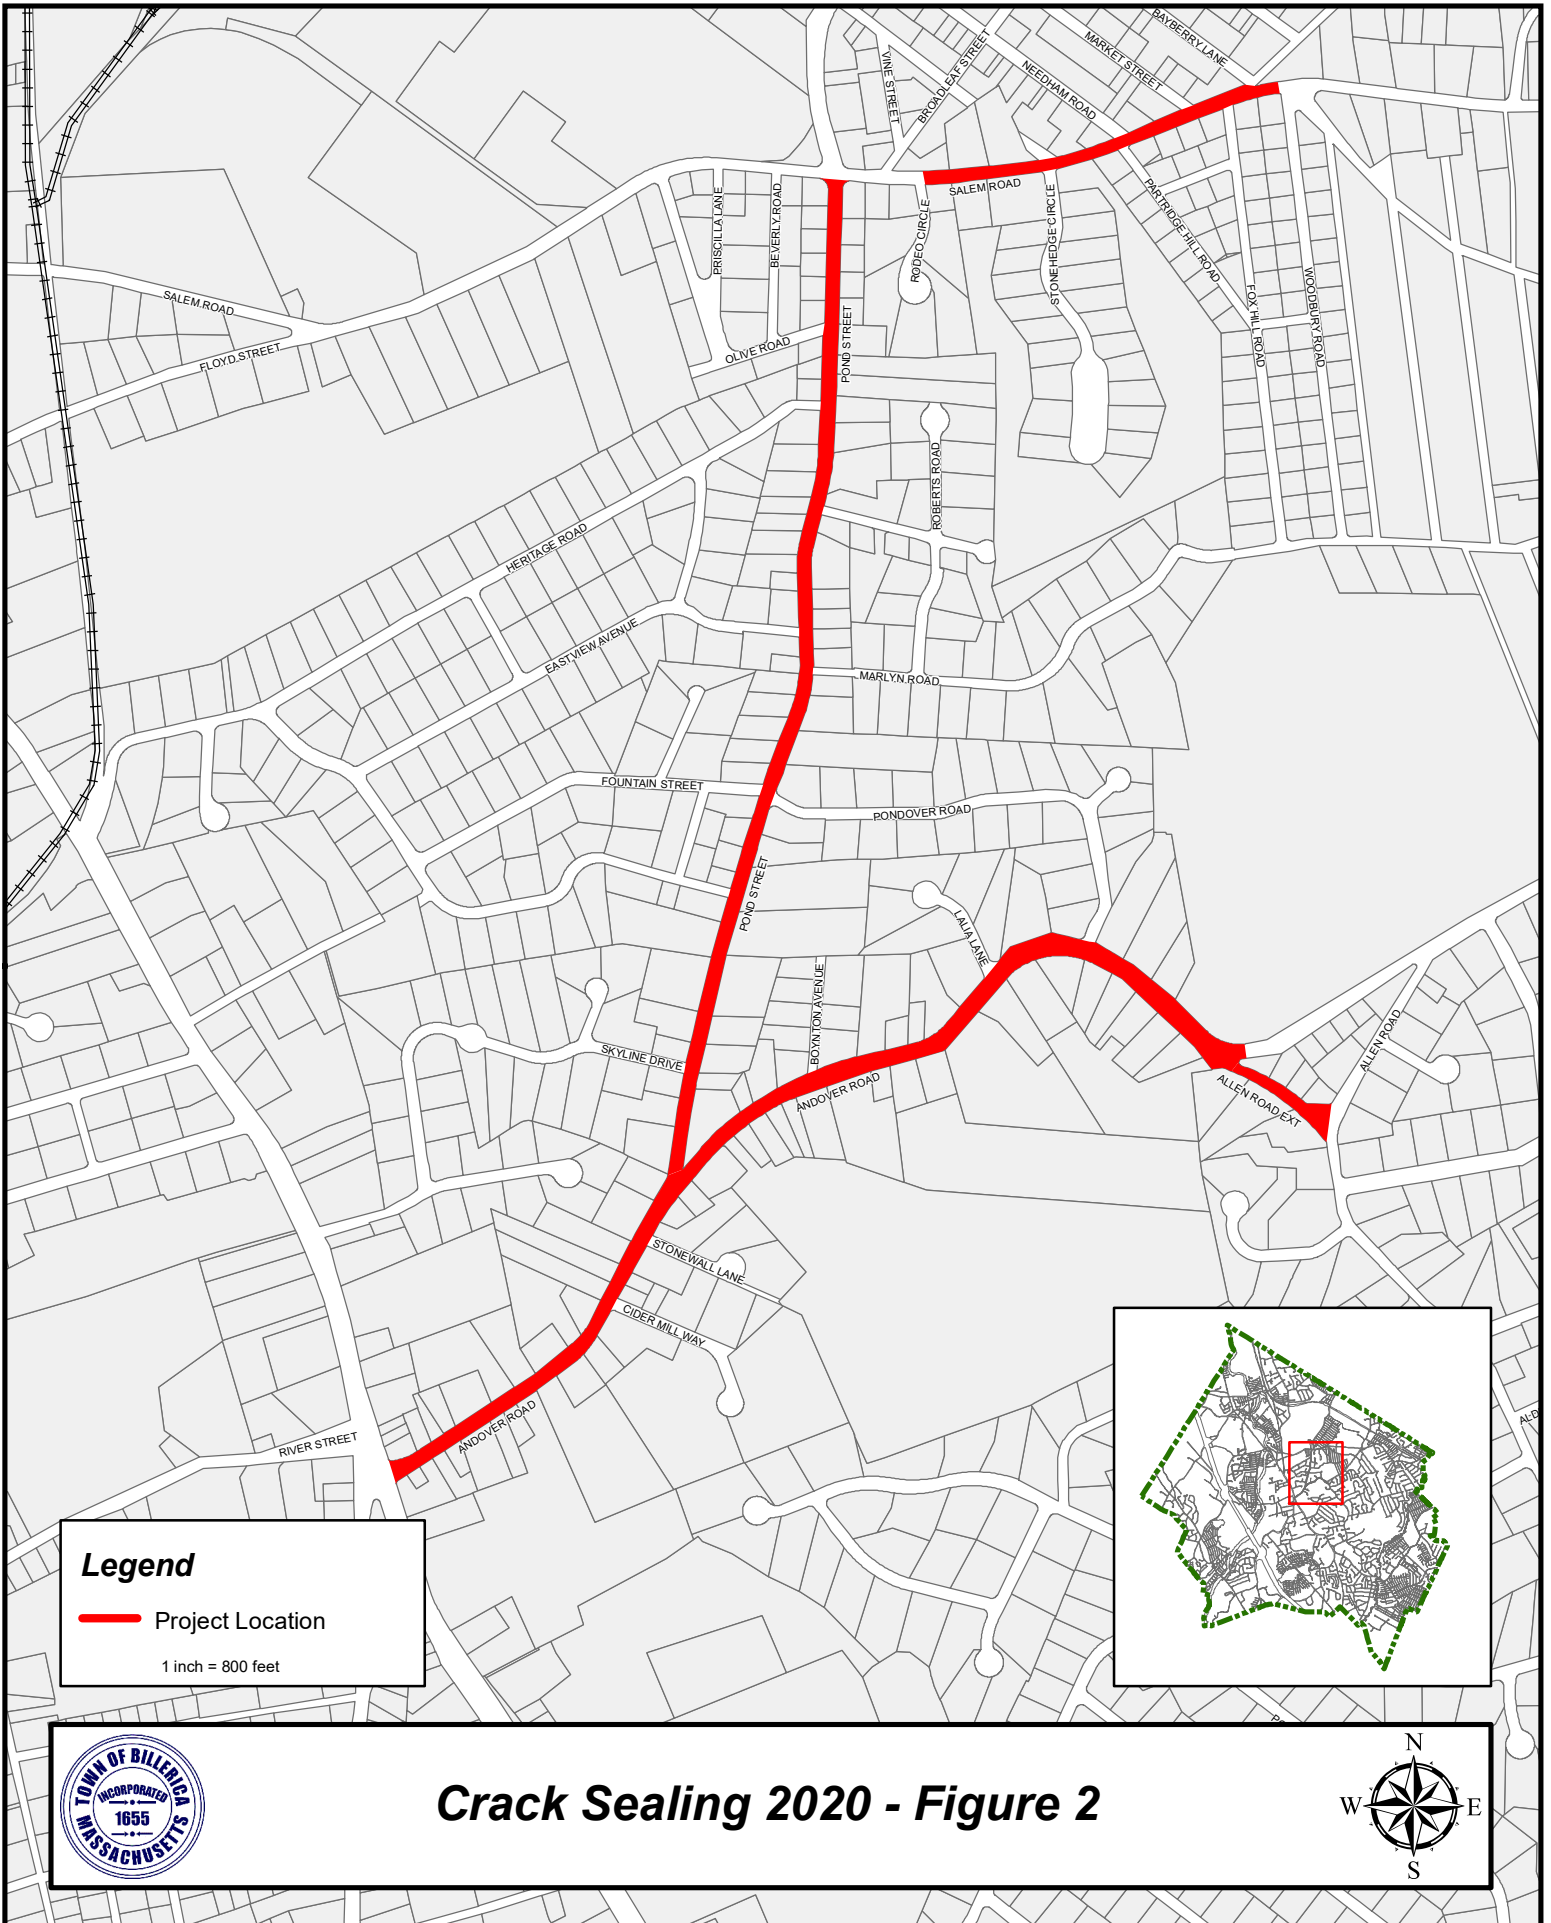 BAYBERRY LANE
MARKET STREET
VINE STREET
BROADLEAF STREET
NEEDHAM ROAD
SALEM ROAD
PARTRIDGE HILL ROAD
STONEHEDGE CIRCLE
RODEO CIRCLE
PRISCILLA LANE
BEVERLY ROAD
SALEM ROAD
FLOYD STREET
OLIVE ROAD
POND STREET
FOX HILL ROAD
WOODBURY ROAD
ROBERTS ROAD
HERITAGE ROAD
EASTVIEW AVENUE
MARLYN ROAD
FOUNTAIN STREET
PONDOVER ROAD
POND STREET
LALIA LANE
BOYNTON AVENUE
SKYLINE DRIVE
ANDOVER ROAD
ALLEN ROAD
ALLEN ROAD EXT
STONEWALL LANE
CIDER MILL WAY
ANDOVER ROAD
RIVER STREET
Legend
Project Location
1 inch = 800 feet
TOWN OF BILLERICA
INCORPORATED
1655
MASSACHUSETTS
Crack Sealing 2020 - Figure 2
N
W
E
S